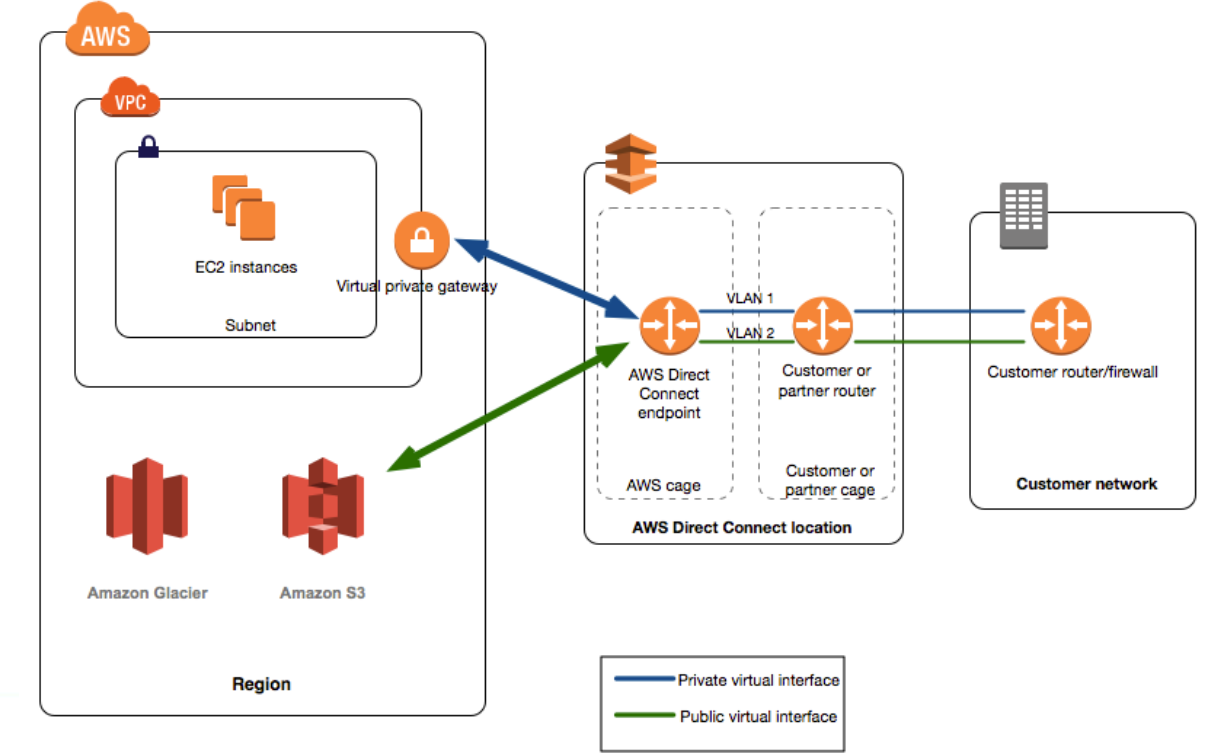 AWS
VPC
EC2 instances
Virtual private gateway
Subnet
Amazon Glacier
Amazon S3
Region
VLAN 1
VLAN 2
AWS Direct
Connect
endpoint
Customer or
partner router
AWS cage
Customer or
partner cage
AWS Direct Connect location
Customer router/firewall
Customer network
Private virtual interface
Public virtual interface